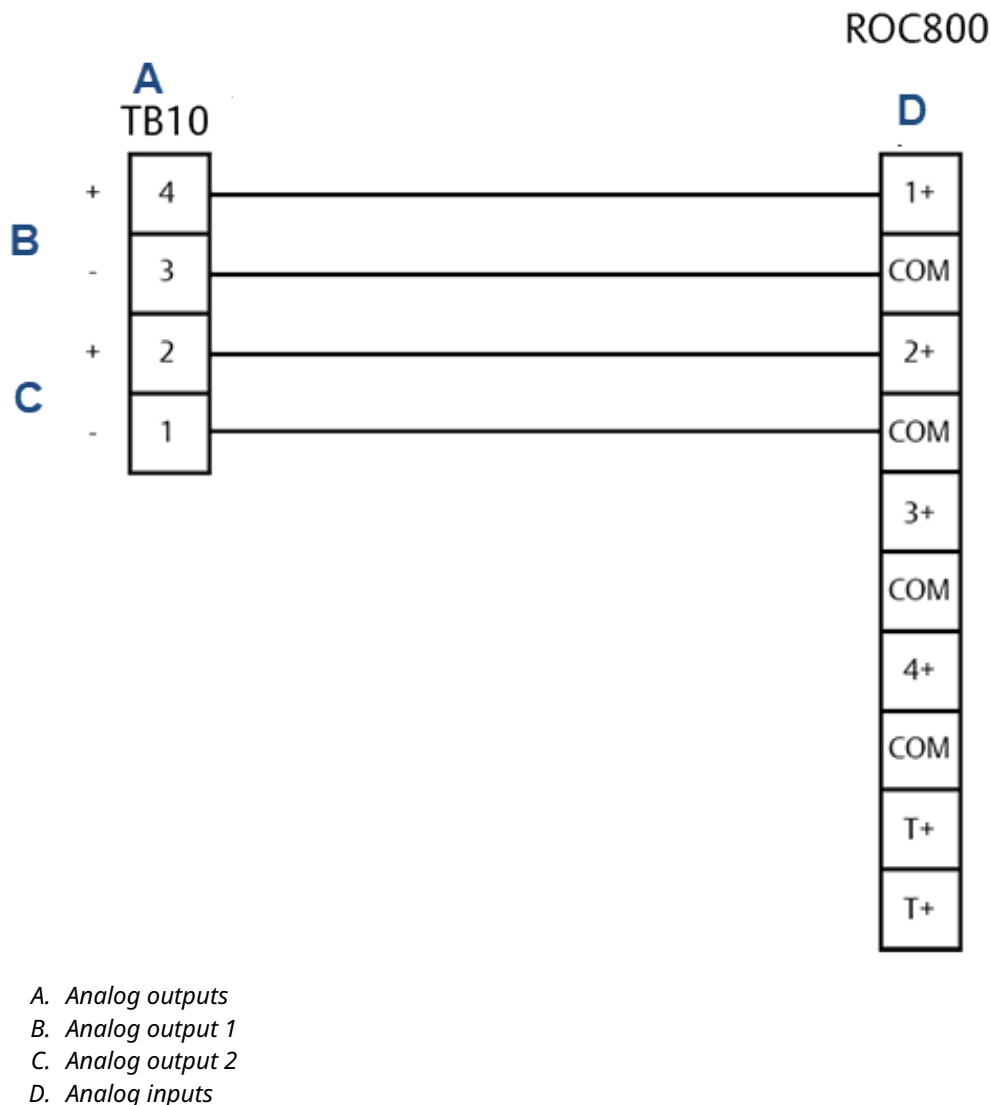 ROC800
A
TB10
D
+ 4 1+
B
- 3 COM
+ 2 2+
C
- 1 COM
3+
COM
4+
COM
T+
T+
A. Analog outputs
B. Analog output 1
C. Analog output 2
D. Analog inputs